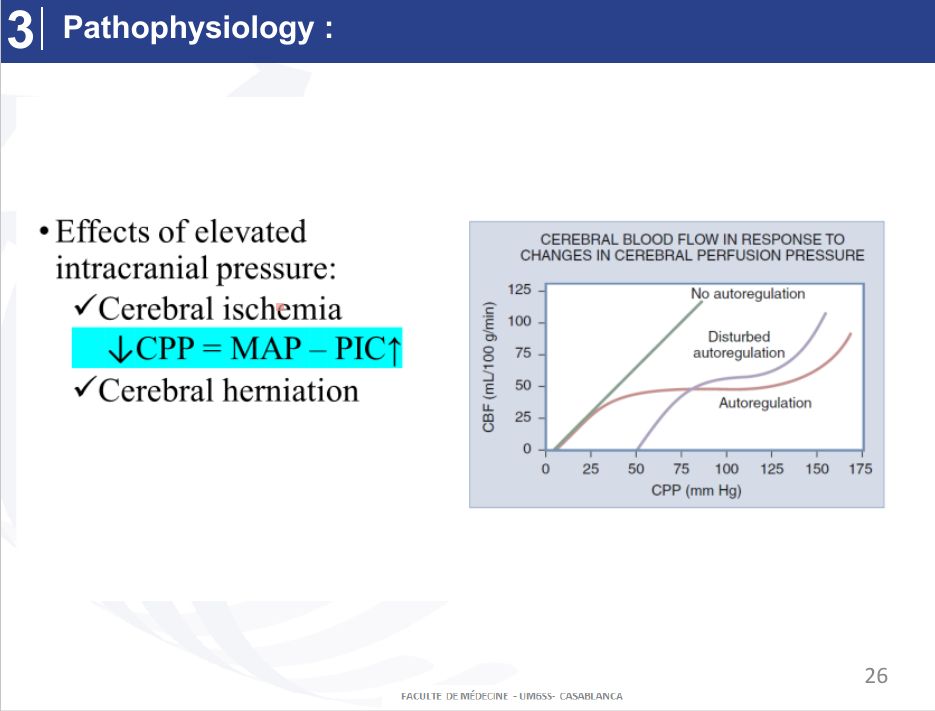 3
Pathophysiology :
• Effects of elevated
intracranial pressure:
✓Cerebral ischemia
↓CPP = MAP – PIC↑
✓Cerebral herniation
CEREBRAL BLOOD FLOW IN RESPONSE TO
CHANGES IN CEREBRAL PERFUSION PRESSURE
CBF (mL/100 g/min)
125
100
75
50
25
0
No autoregulation
Disturbed
autoregulation
Autoregulation
0 25 50 75 100 125 150 175
CPP (mm Hg)
26
FACULTE DE MÉDECINE - UM6SS- CASABLANCA